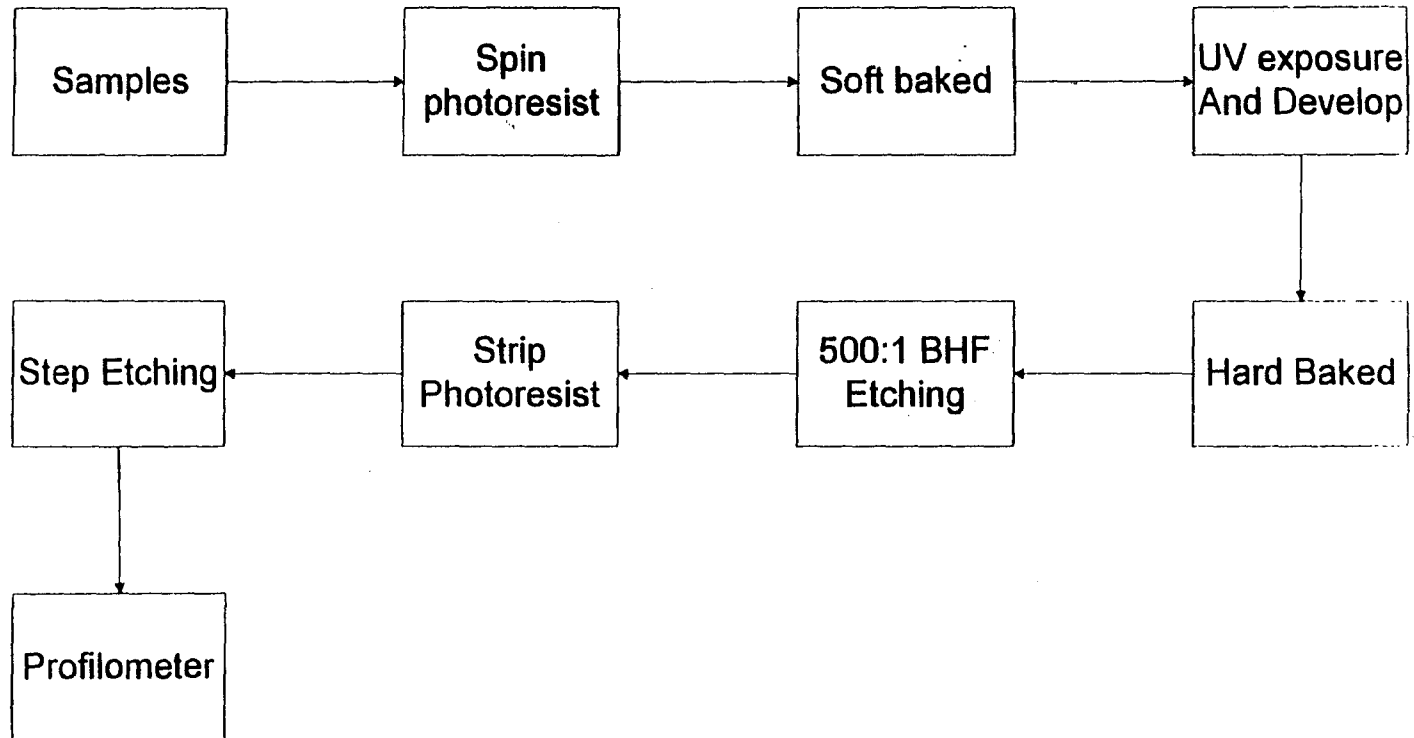 Samples
Spin
photoresist
Soft baked
UV exposure
And Develop
Hard Baked
500:1 BHF
Etching
Strip
Photoresist
Step Etching
Profilometer